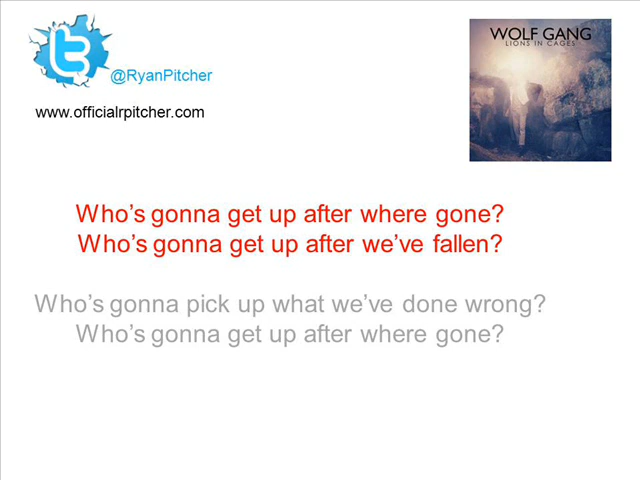 @RyanPitcher
www.officialrpitcher.com
WOLF GANG
LIONS IN CAGES
Who's gonna get up after where gone?
Who's gonna get up after we've fallen?
Who's gonna pick up what we've done wrong?
Who's gonna get up after where gone?